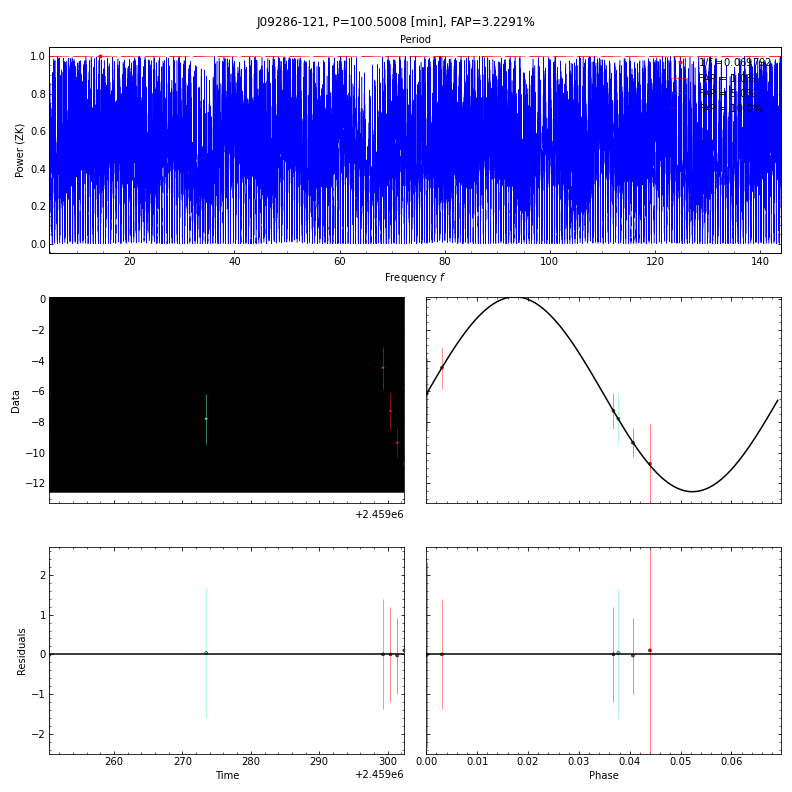 J09286-121, P=100.5008 [min], FAP=3.2291%
Period
1.0
0.8
0.6
0.4
0.2
0.0
Power (ZK)
1/f = 0.069792
20 40 60 80 100 120 140
Frequency f
0
−2
−4
−6
−8
−10
−12
Data
+2.459e6
2
1
0
−1
−2
Residuals
260 270 280 290 300
Time
+2.459e6
0.00 0.01 0.02 0.03 0.04 0.05 0.06
Phase